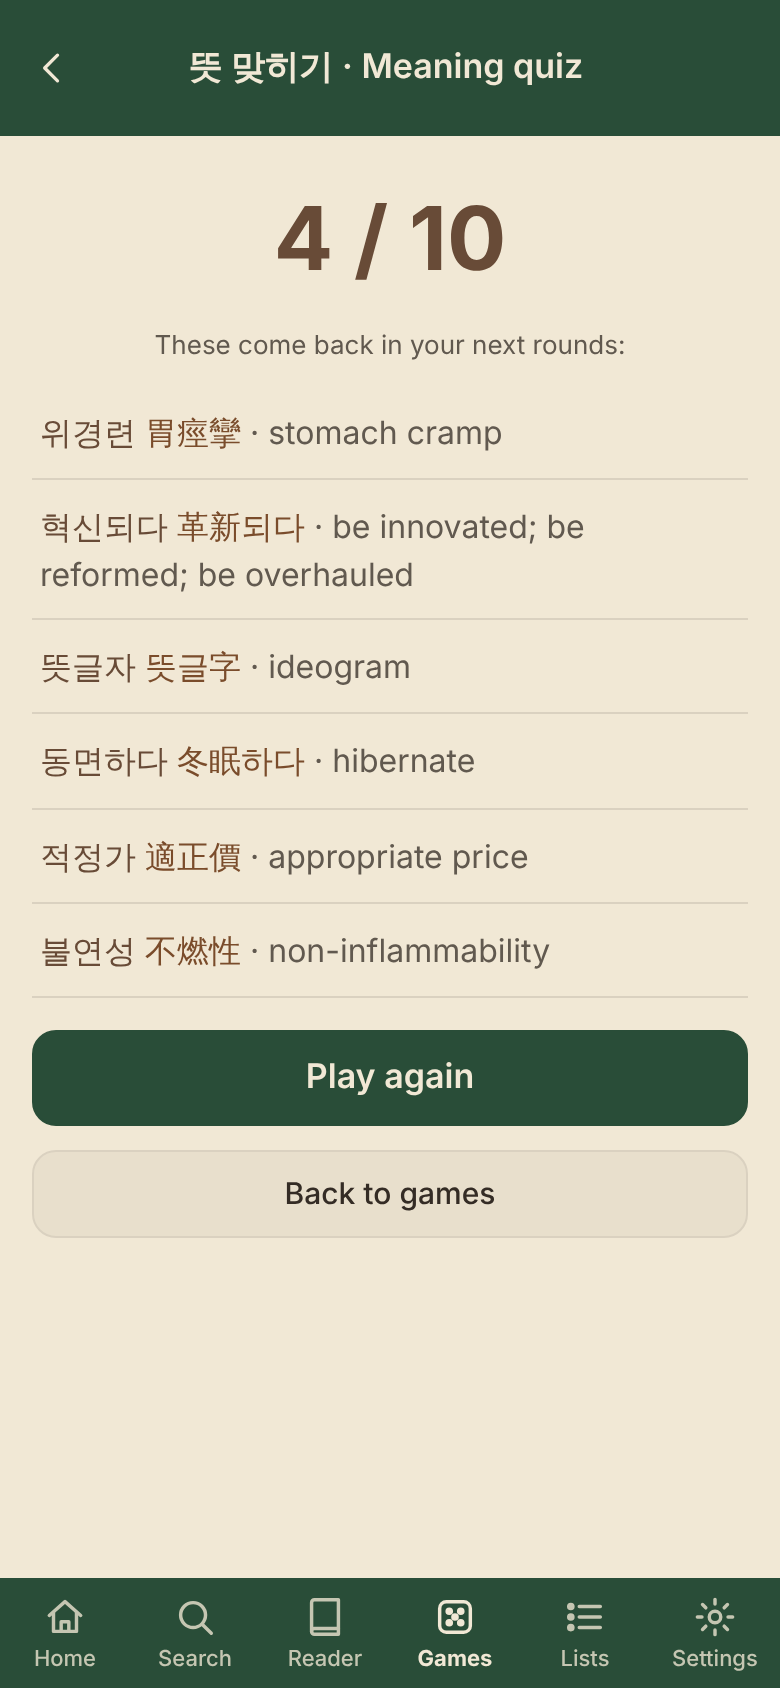 뜻 맞히기 · Meaning quiz
4 / 10
These come back in your next rounds:
위경련 胃痙攣 · stomach cramp
혁신되다 革新되다 · be innovated; be
reformed; be overhauled
뜻글자 뜻글字 · ideogram
동면하다 冬眠하다 · hibernate
적정가 適正價 · appropriate price
불연성 不燃性 · non-inflammability
Play again
Back to games
Home Search Reader Games Lists Settings